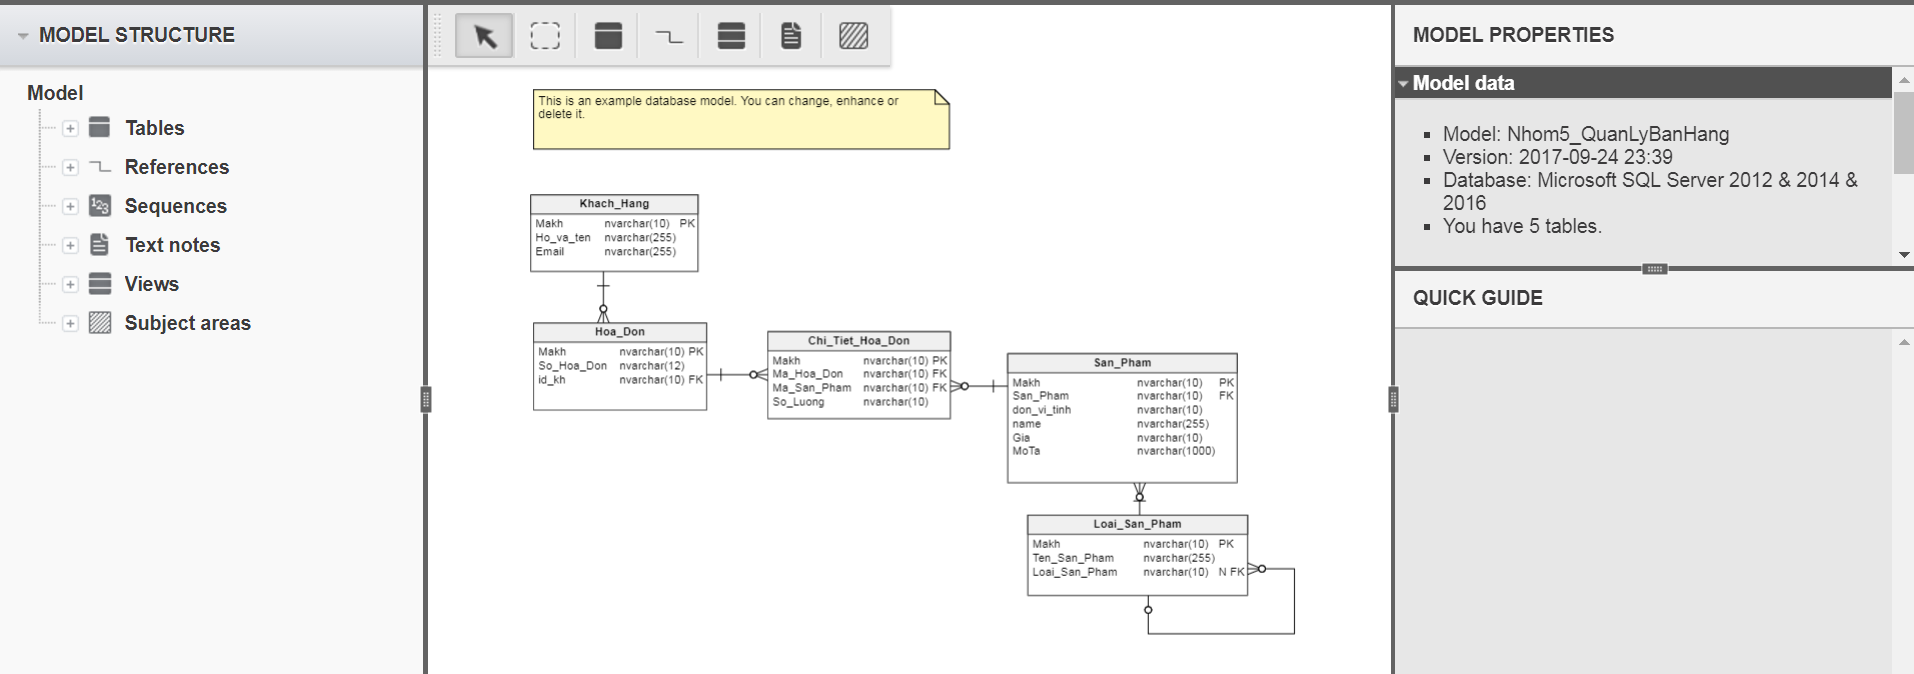 MODEL STRUCTURE
Model
Tables
References
Sequences
Text notes
Views
Subject areas
This is an example database model. You can change, enhance or
delete it.
Khach_Hang
Makh nvarchar(10) PK
Ho_va_ten nvarchar(255)
Email nvarchar(255)
Hoa_Don
Makh nvarchar(10) PK
So_Hoa_Don nvarchar(12)
id_kh nvarchar(10) FK
Chi_Tiet_Hoa_Don
Makh nvarchar(10) PK
Ma_Hoa_Don nvarchar(10) FK
Ma_San_Pham nvarchar(10) FK
So_Luong nvarchar(10)
San_Pham
Makh nvarchar(10) PK
San_Pham nvarchar(10) FK
don_vi_tinh nvarchar(10)
name nvarchar(255)
Gia nvarchar(10)
MoTa nvarchar(1000)
Loai_San_Pham
Makh nvarchar(10) PK
Ten_San_Pham nvarchar(255)
Loai_San_Pham nvarchar(10) N FK
MODEL PROPERTIES
Model data
Model: Nhom5_QuanLyBanHang
Version: 2017-09-24 23:39
Database: Microsoft SQL Server 2012 & 2014 &
2016
You have 5 tables.
QUICK GUIDE